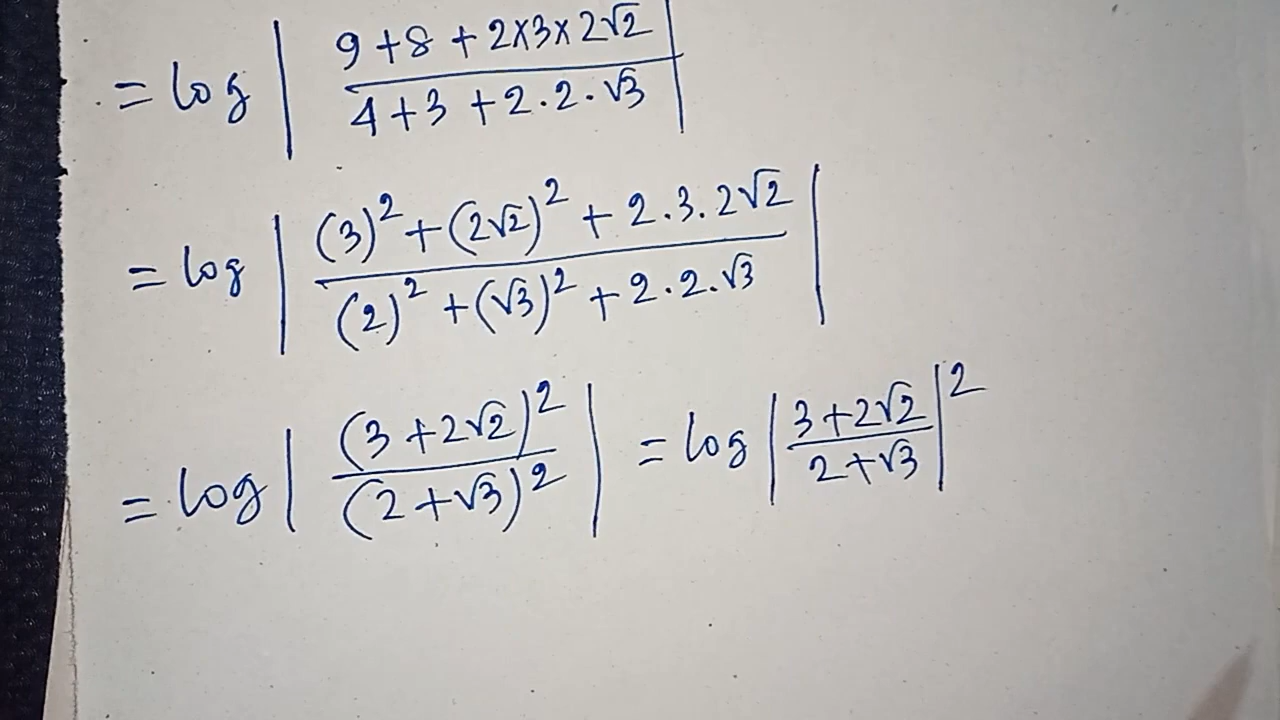 = log | (9 + 8 + 2×3×2√2) / (4 + 3 + 2·2·√3) |
= log | ((3)² + (2√2)² + 2·3·2√2) / ((2)² + (√3)² + 2·2·√3) |
= log | (3 + 2√2)² / (2 + √3)² | = log | (3 + 2√2) / (2 + √3) |²